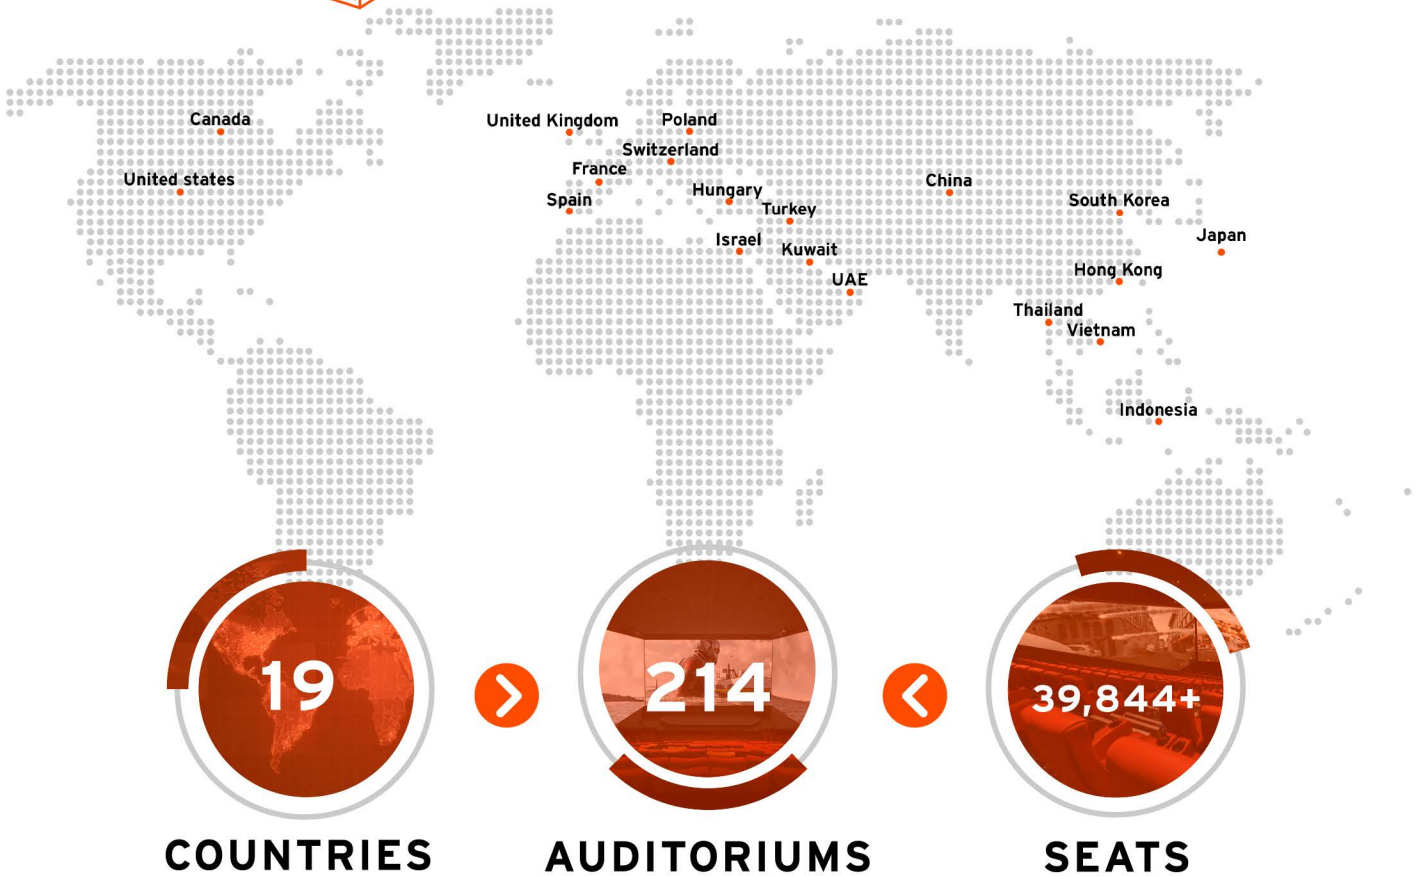 Canada
United Kingdom
Poland
Switzerland
France
United states
China
Hungary
Spain
South Korea
Turkey
Japan
Israel
Kuwait
Hong Kong
UAE
Thailand
Vietnam
Indonesia
19
214
39,844+
COUNTRIES
AUDITORIUMS
SEATS